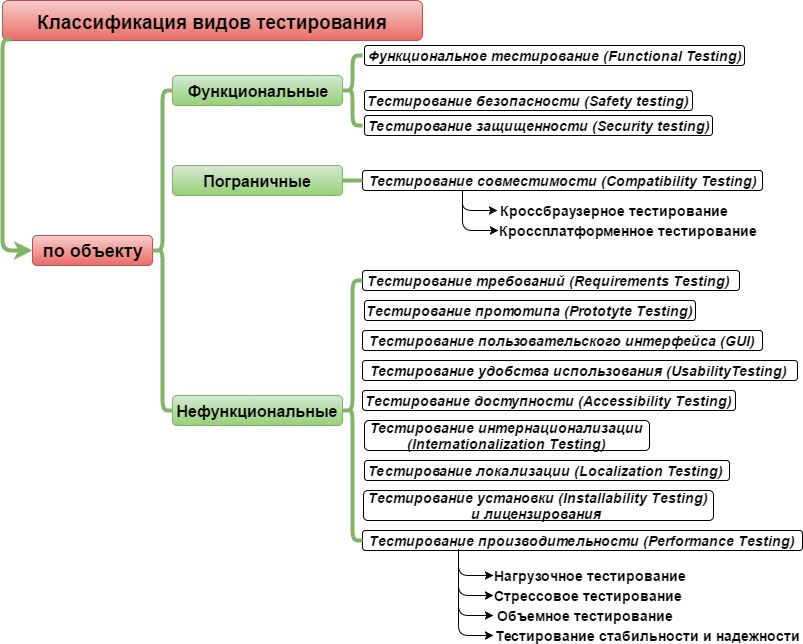 Классификация видов тестирования
по объекту
Функциональные
Функциональное тестирование (Functional Testing)
Тестирование безопасности (Safety testing)
Тестирование защищенности (Security testing)
Пограничные
Тестирование совместимости (Compatibility Testing)
Кроссбраузерное тестирование
Кроссплатформенное тестирование
Нефункциональные
Тестирование требований (Requirements Testing)
Тестирование прототипа (Prototyte Testing)
Тестирование пользовательского интерфейса (GUI)
Тестирование удобства использования (UsabilityTesting)
Тестирование доступности (Accessibility Testing)
Тестирование интернационализации
(Internationalization Testing)
Тестирование локализации (Localization Testing)
Тестирование установки (Installability Testing)
и лицензирования
Тестирование производительности (Performance Testing)
Нагрузочное тестирование
Стрессовое тестирование
Объемное тестирование
Тестирование стабильности и надежности